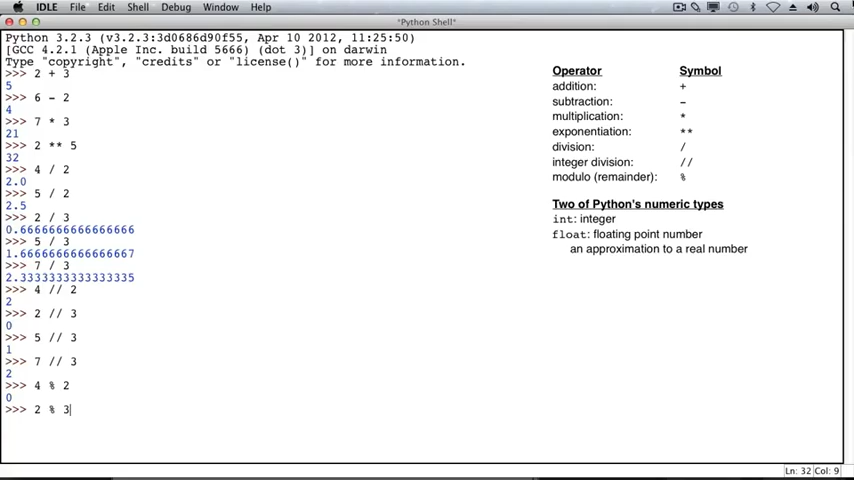 IDLE File Edit Shell Debug Window Help
*Python Shell*
Python 3.2.3 (v3.2.3:3d0686d90f55, Apr 10 2012, 11:25:50)
[GCC 4.2.1 (Apple Inc. build 5666) (dot 3)] on darwin
Type "copyright", "credits" or "license()" for more information.
>>> 2 + 3
5
>>> 6 - 2
4
>>> 7 * 3
21
>>> 2 ** 5
32
>>> 4 / 2
2.0
>>> 5 / 2
2.5
>>> 2 / 3
0.6666666666666666
>>> 5 / 3
1.6666666666666667
>>> 7 / 3
2.3333333333333335
>>> 4 // 2
2
>>> 2 // 3
0
>>> 5 // 3
1
>>> 7 // 3
2
>>> 4 % 2
0
>>> 2 % 3
Operator Symbol
addition: +
subtraction: -
multiplication: *
exponentiation: **
division: /
integer division: //
modulo (remainder): %
Two of Python's numeric types
int: integer
float: floating point number
an approximation to a real number
Ln: 32 Col: 9